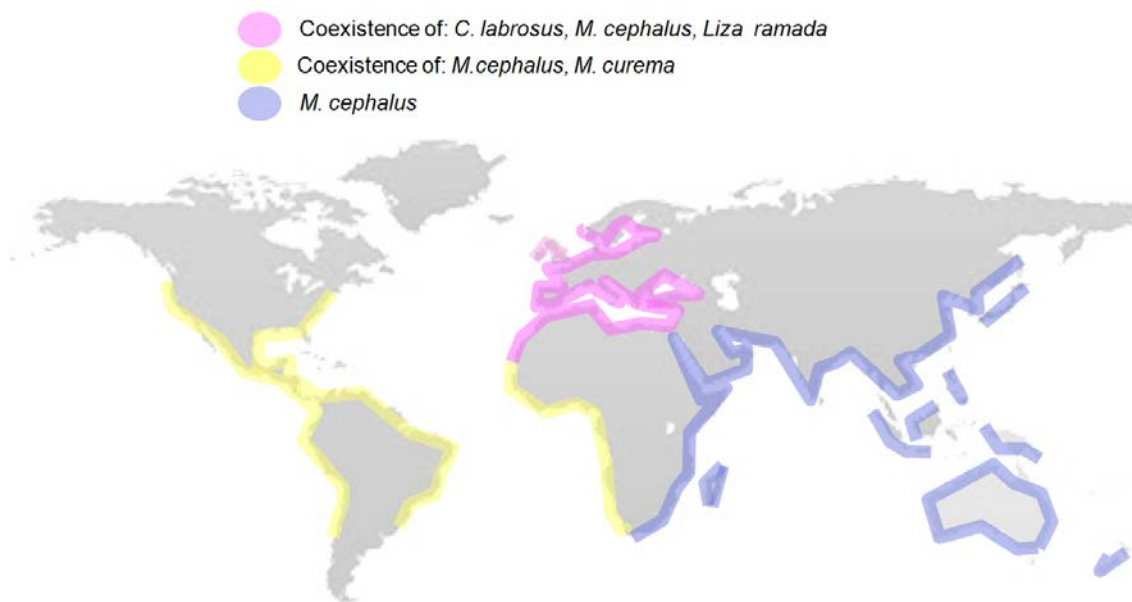 Coexistence of: C. labrosus, M. cephalus, Liza ramada
Coexistence of: M.cephalus, M. curema
M. cephalus